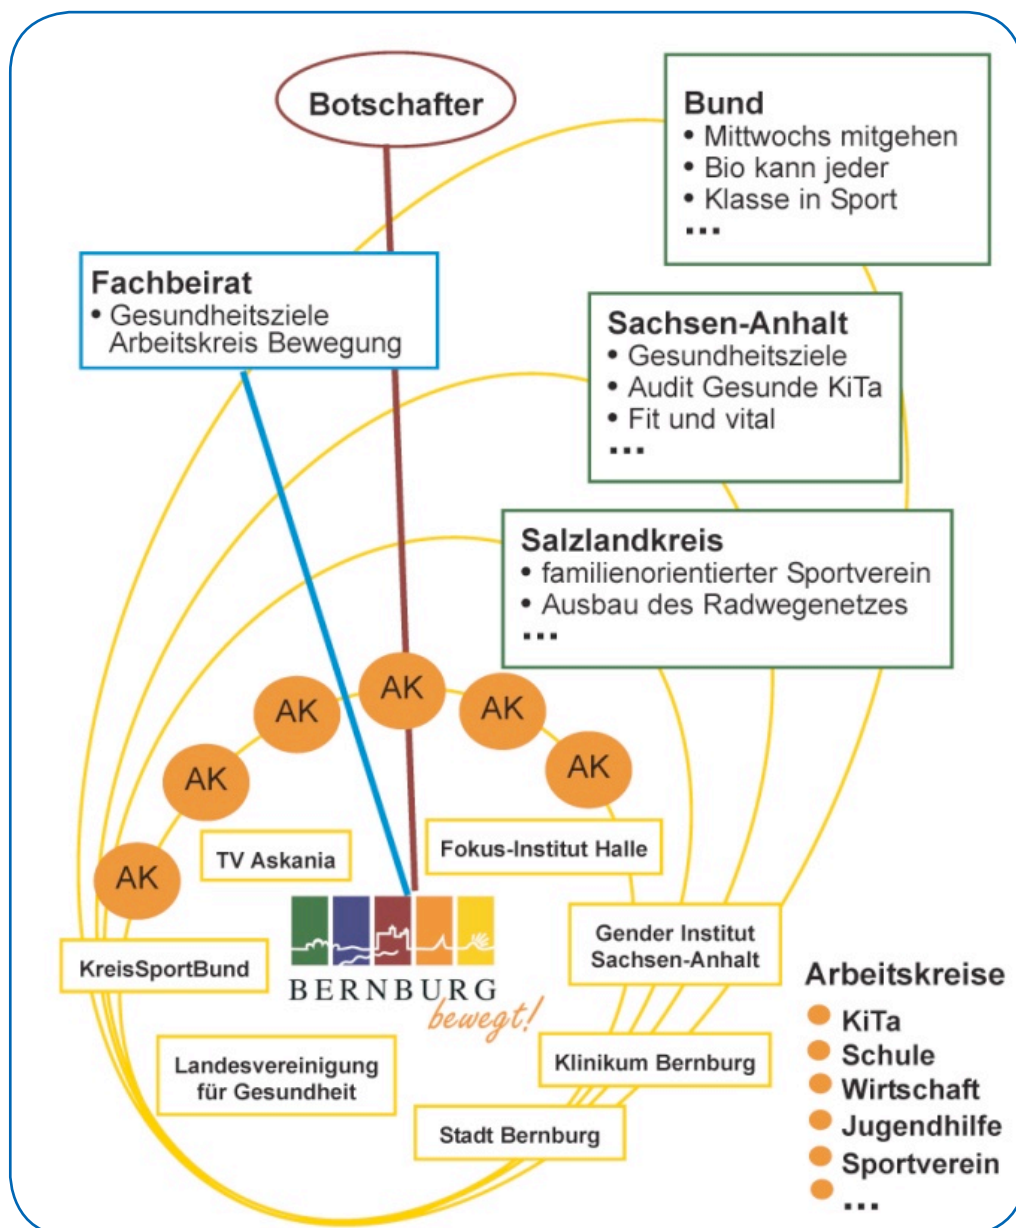 Botschafter
Bund
• Mittwochs mitgehen
• Bio kann jeder
• Klasse in Sport
...
Fachbeirat
• Gesundheitsziele
Arbeitskreis Bewegung
Sachsen-Anhalt
• Gesundheitsziele
• Audit Gesunde KiTa
• Fit und vital
...
Salzlandkreis
• familienorientierter Sportverein
• Ausbau des Radwegenetzes
...
AK
AK
AK
AK
AK
AK
TV Askania
Fokus-Institut Halle
KreisSportBund
BERNBURG
bewegt!
Gender Institut
Sachsen-Anhalt
Landesvereinigung
für Gesundheit
Klinikum Bernburg
Stadt Bernburg
Arbeitskreise
KiTa
Schule
Wirtschaft
Jugendhilfe
Sportverein
...